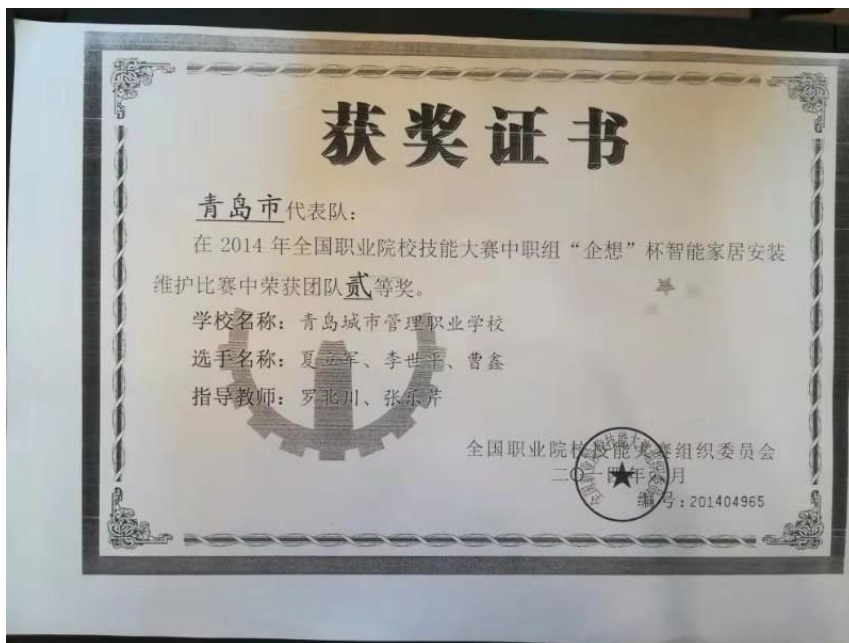 获奖证书
青岛市代表队：
在 2014 年全国职业院校技能大赛中职组“企想”杯智能家居安装
维护比赛中荣获团队贰等奖。
学校名称：青岛城市管理职业学校
选手名称：夏立军、李世平、曹鑫
指导教师：罗北川、张乐芹
全国职业院校技能大赛组织委员会
二〇一四年 月
编号:201404965